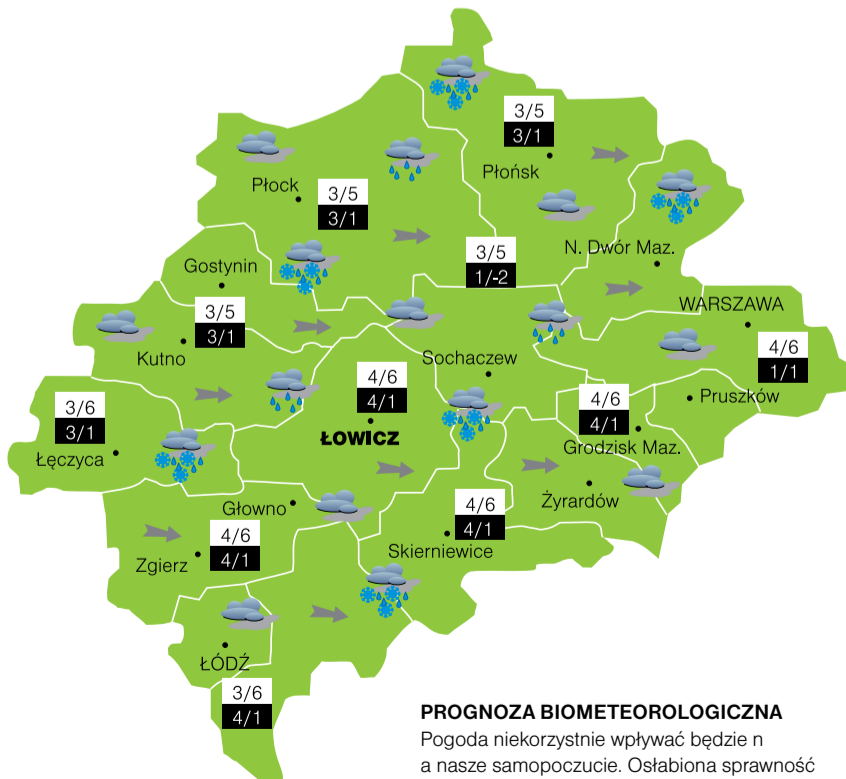 3/5
3/1
Płońsk
Płock
3/5
3/1
3/5
1/-2
N. Dwór Maz.
Gostynin
3/5
3/1
Kutno
WARSZAWA
4/6
1/1
Sochaczew
4/6
4/1
ŁOWICZ
Pruszków
4/6
4/1
Grodzisk Maz.
3/6
3/1
Łęczyca
Żyrardów
Głowno
4/6
4/1
Skierniewice
4/6
4/1
Zgierz
ŁÓDŹ
3/6
4/1
PROGNOZA BIOMETEOROLOGICZNA
Pogoda niekorzystnie wpływać będzie n
a nasze samopoczucie. Osłabiona sprawność